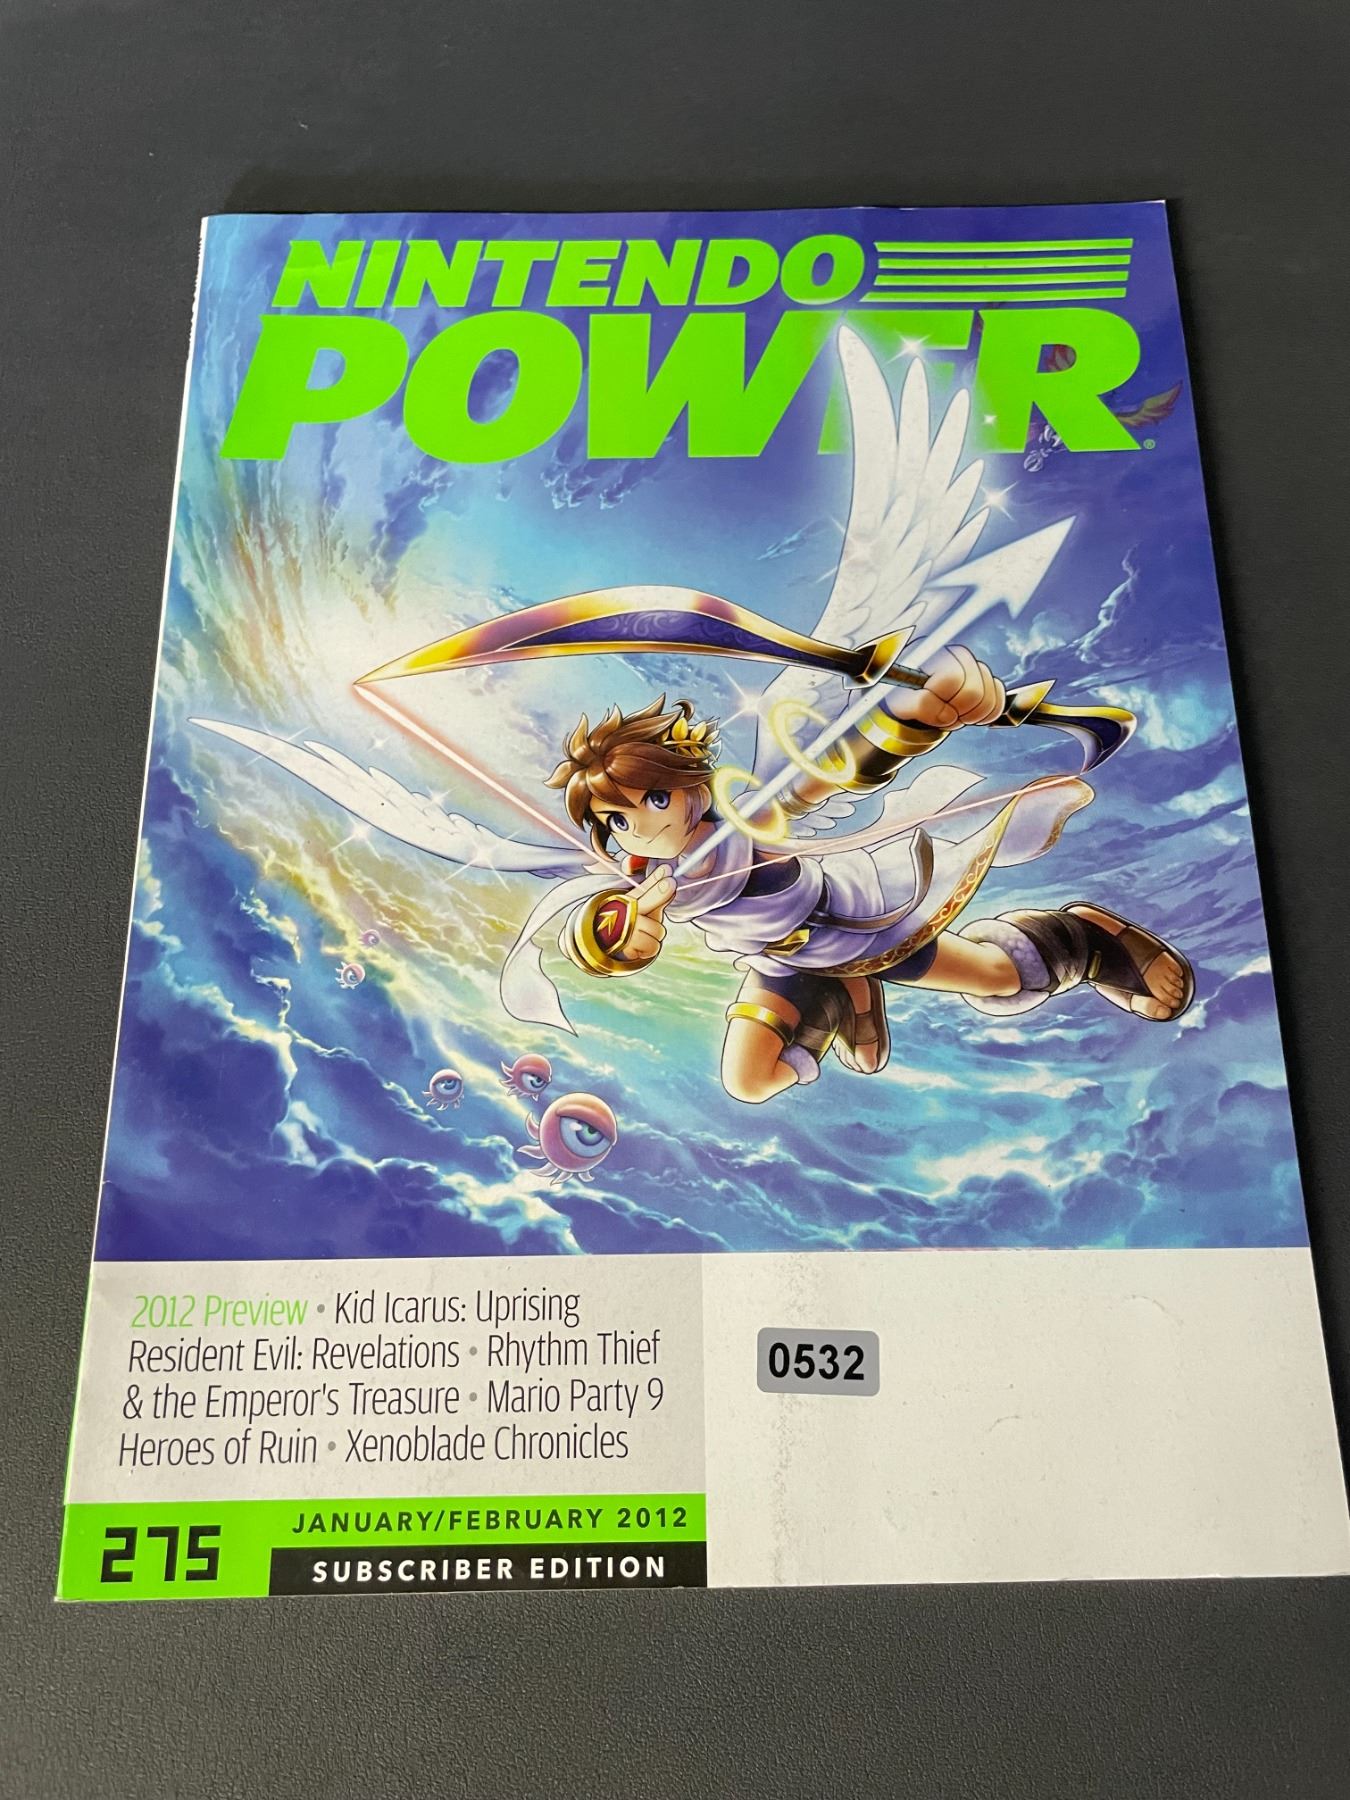 NINTENDO
POWER®
2012 Preview • Kid Icarus: Uprising
Resident Evil: Revelations • Rhythm Thief
& the Emperor's Treasure • Mario Party 9
Heroes of Ruin • Xenoblade Chronicles
0532
275
JANUARY/FEBRUARY 2012
SUBSCRIBER EDITION